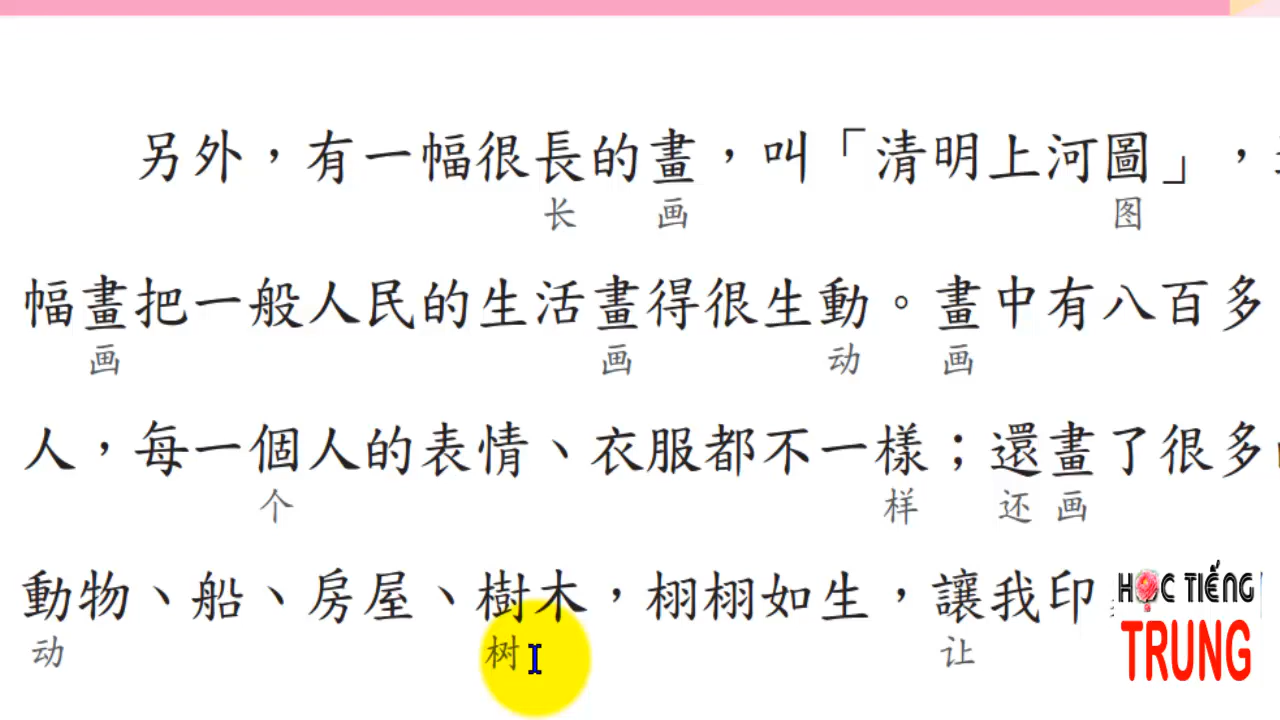 另外，有一幅很長的畫，叫「清明上河圖」，
长 画 图
幅畫把一般人民的生活畫得很生動。畫中有八百多
画 画 动 画
人，每一個人的表情、衣服都不一樣；還畫了很多
个 样 还 画
動物、船、房屋、樹木，栩栩如生，讓我印
动 树 让
HỌC TIẾNG
TRUNG